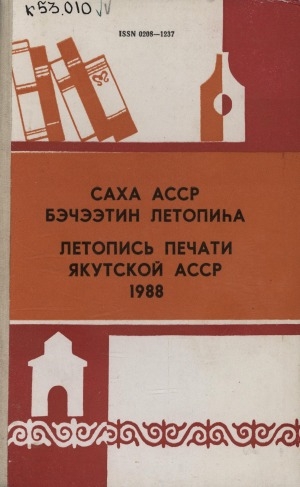 К53.010
ISSN 0208—1237
САХА АССР
БЭЧЭЭТИН ЛЕТОПИҺА
ЛЕТОПИСЬ ПЕЧАТИ
ЯКУТСКОЙ АССР
1988